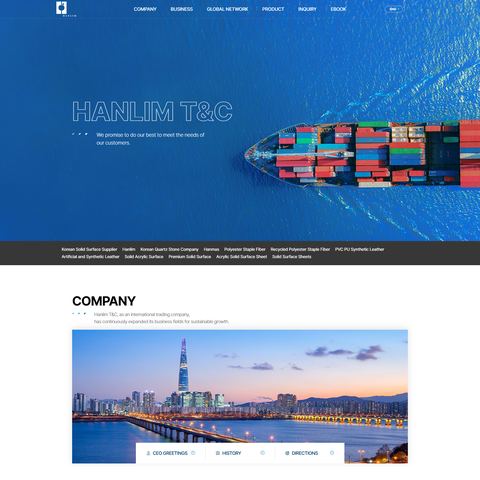 HANLIM
COMPANY BUSINESS GLOBAL NETWORK PRODUCT INQUIRY EBOOK
HANLIM T&C
We promise to do our best to meet the needs of
our customers.
Korean Solid Surface Supplier Hanlim Korean Quartz Stone Company Hanmas Polyester Staple Fiber Recycled Polyester Staple Fiber PVC PU Synthetic Leather
Artificial and Synthetic Leather Solid Acrylic Surface Premium Solid Surface Acrylic Solid Surface Sheet Solid Surface Sheets
COMPANY
Hanlim T&C, as an international trading company,
has continuously expanded its business fields for sustainable growth.
CEO GREETINGS HISTORY DIRECTIONS